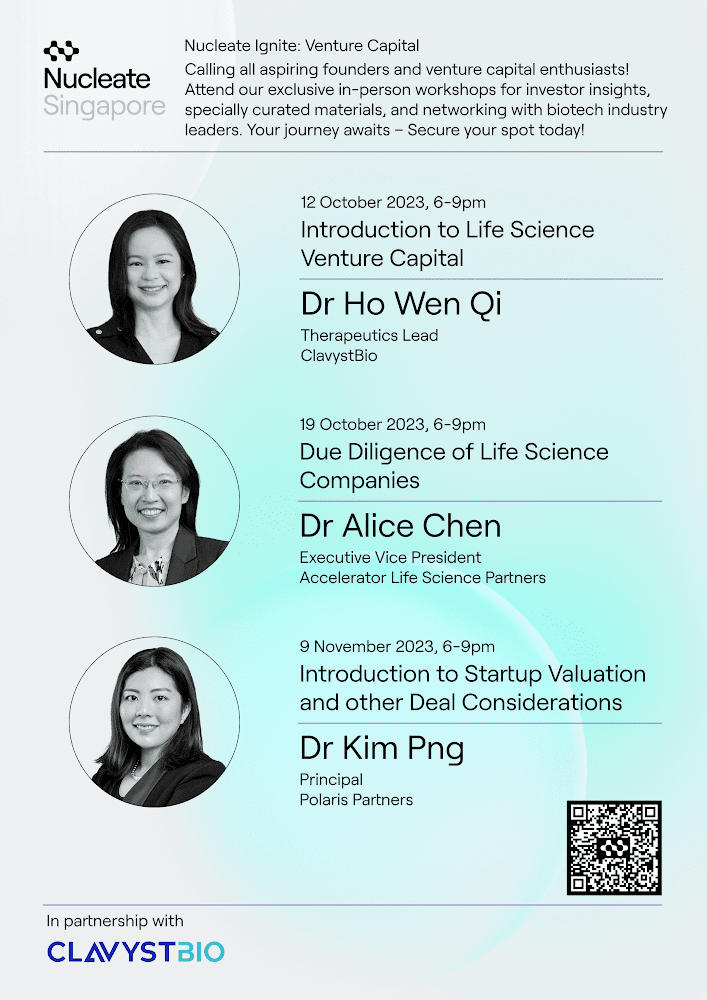 Nucleate
Singapore
Nucleate Ignite: Venture Capital
Calling all aspiring founders and venture capital enthusiasts!
Attend our exclusive in-person workshops for investor insights,
specially curated materials, and networking with biotech industry
leaders. Your journey awaits – Secure your spot today!
12 October 2023, 6-9pm
Introduction to Life Science
Venture Capital
Dr Ho Wen Qi
Therapeutics Lead
ClavystBio
19 October 2023, 6-9pm
Due Diligence of Life Science
Companies
Dr Alice Chen
Executive Vice President
Accelerator Life Science Partners
9 November 2023, 6-9pm
Introduction to Startup Valuation
and other Deal Considerations
Dr Kim Png
Principal
Polaris Partners
In partnership with
CLAVYSTBIO